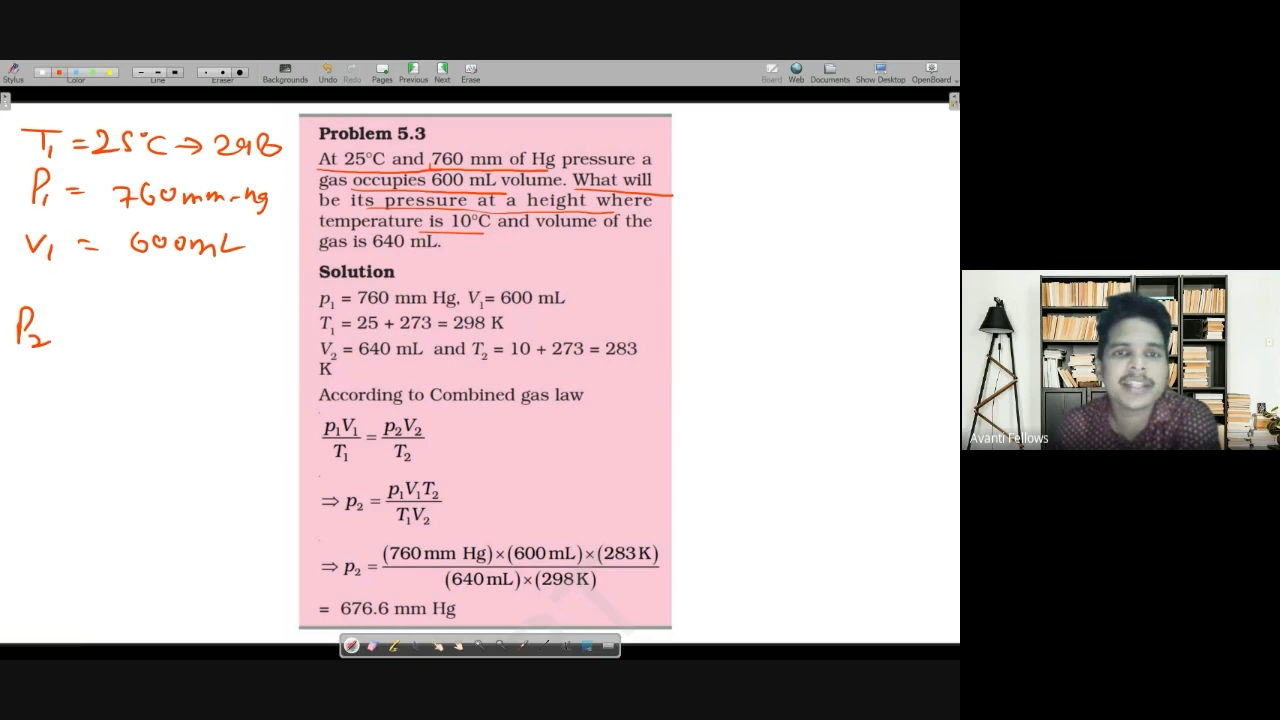 Stylus
Color
Line
Eraser
Backgrounds
Undo
Redo
Pages
Previous
Next
Erase
Board
Web
Documents
Show Desktop
OpenBoard
T₁ = 25°C → 298
P₁ = 760mm-Hg
V₁ = 600mL
P₂
Problem 5.3
At 25°C and 760 mm of Hg pressure a
gas occupies 600 mL volume. What will
be its pressure at a height where
temperature is 10°C and volume of the
gas is 640 mL.
Solution
p₁ = 760 mm Hg, V₁= 600 mL
T₁ = 25 + 273 = 298 K
V₂ = 640 mL and T₂ = 10 + 273 = 283
K
According to Combined gas law
p₁V₁/T₁ = p₂V₂/T₂
⇒ p₂ = p₁V₁T₂/T₁V₂
⇒ p₂ = (760 mm Hg)×(600 mL)×(283 K)/(640 mL)×(298 K)
= 676.6 mm Hg
Avanti Fellows